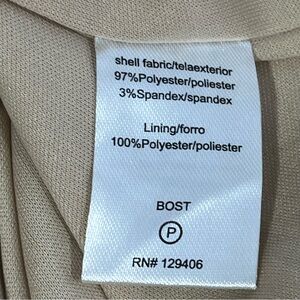 shell fabric/telaexterior
97%Polyester/poliester
3%Spandex/spandex
Lining/forro
100%Polyester/poliester
BOST
P
RN# 129406